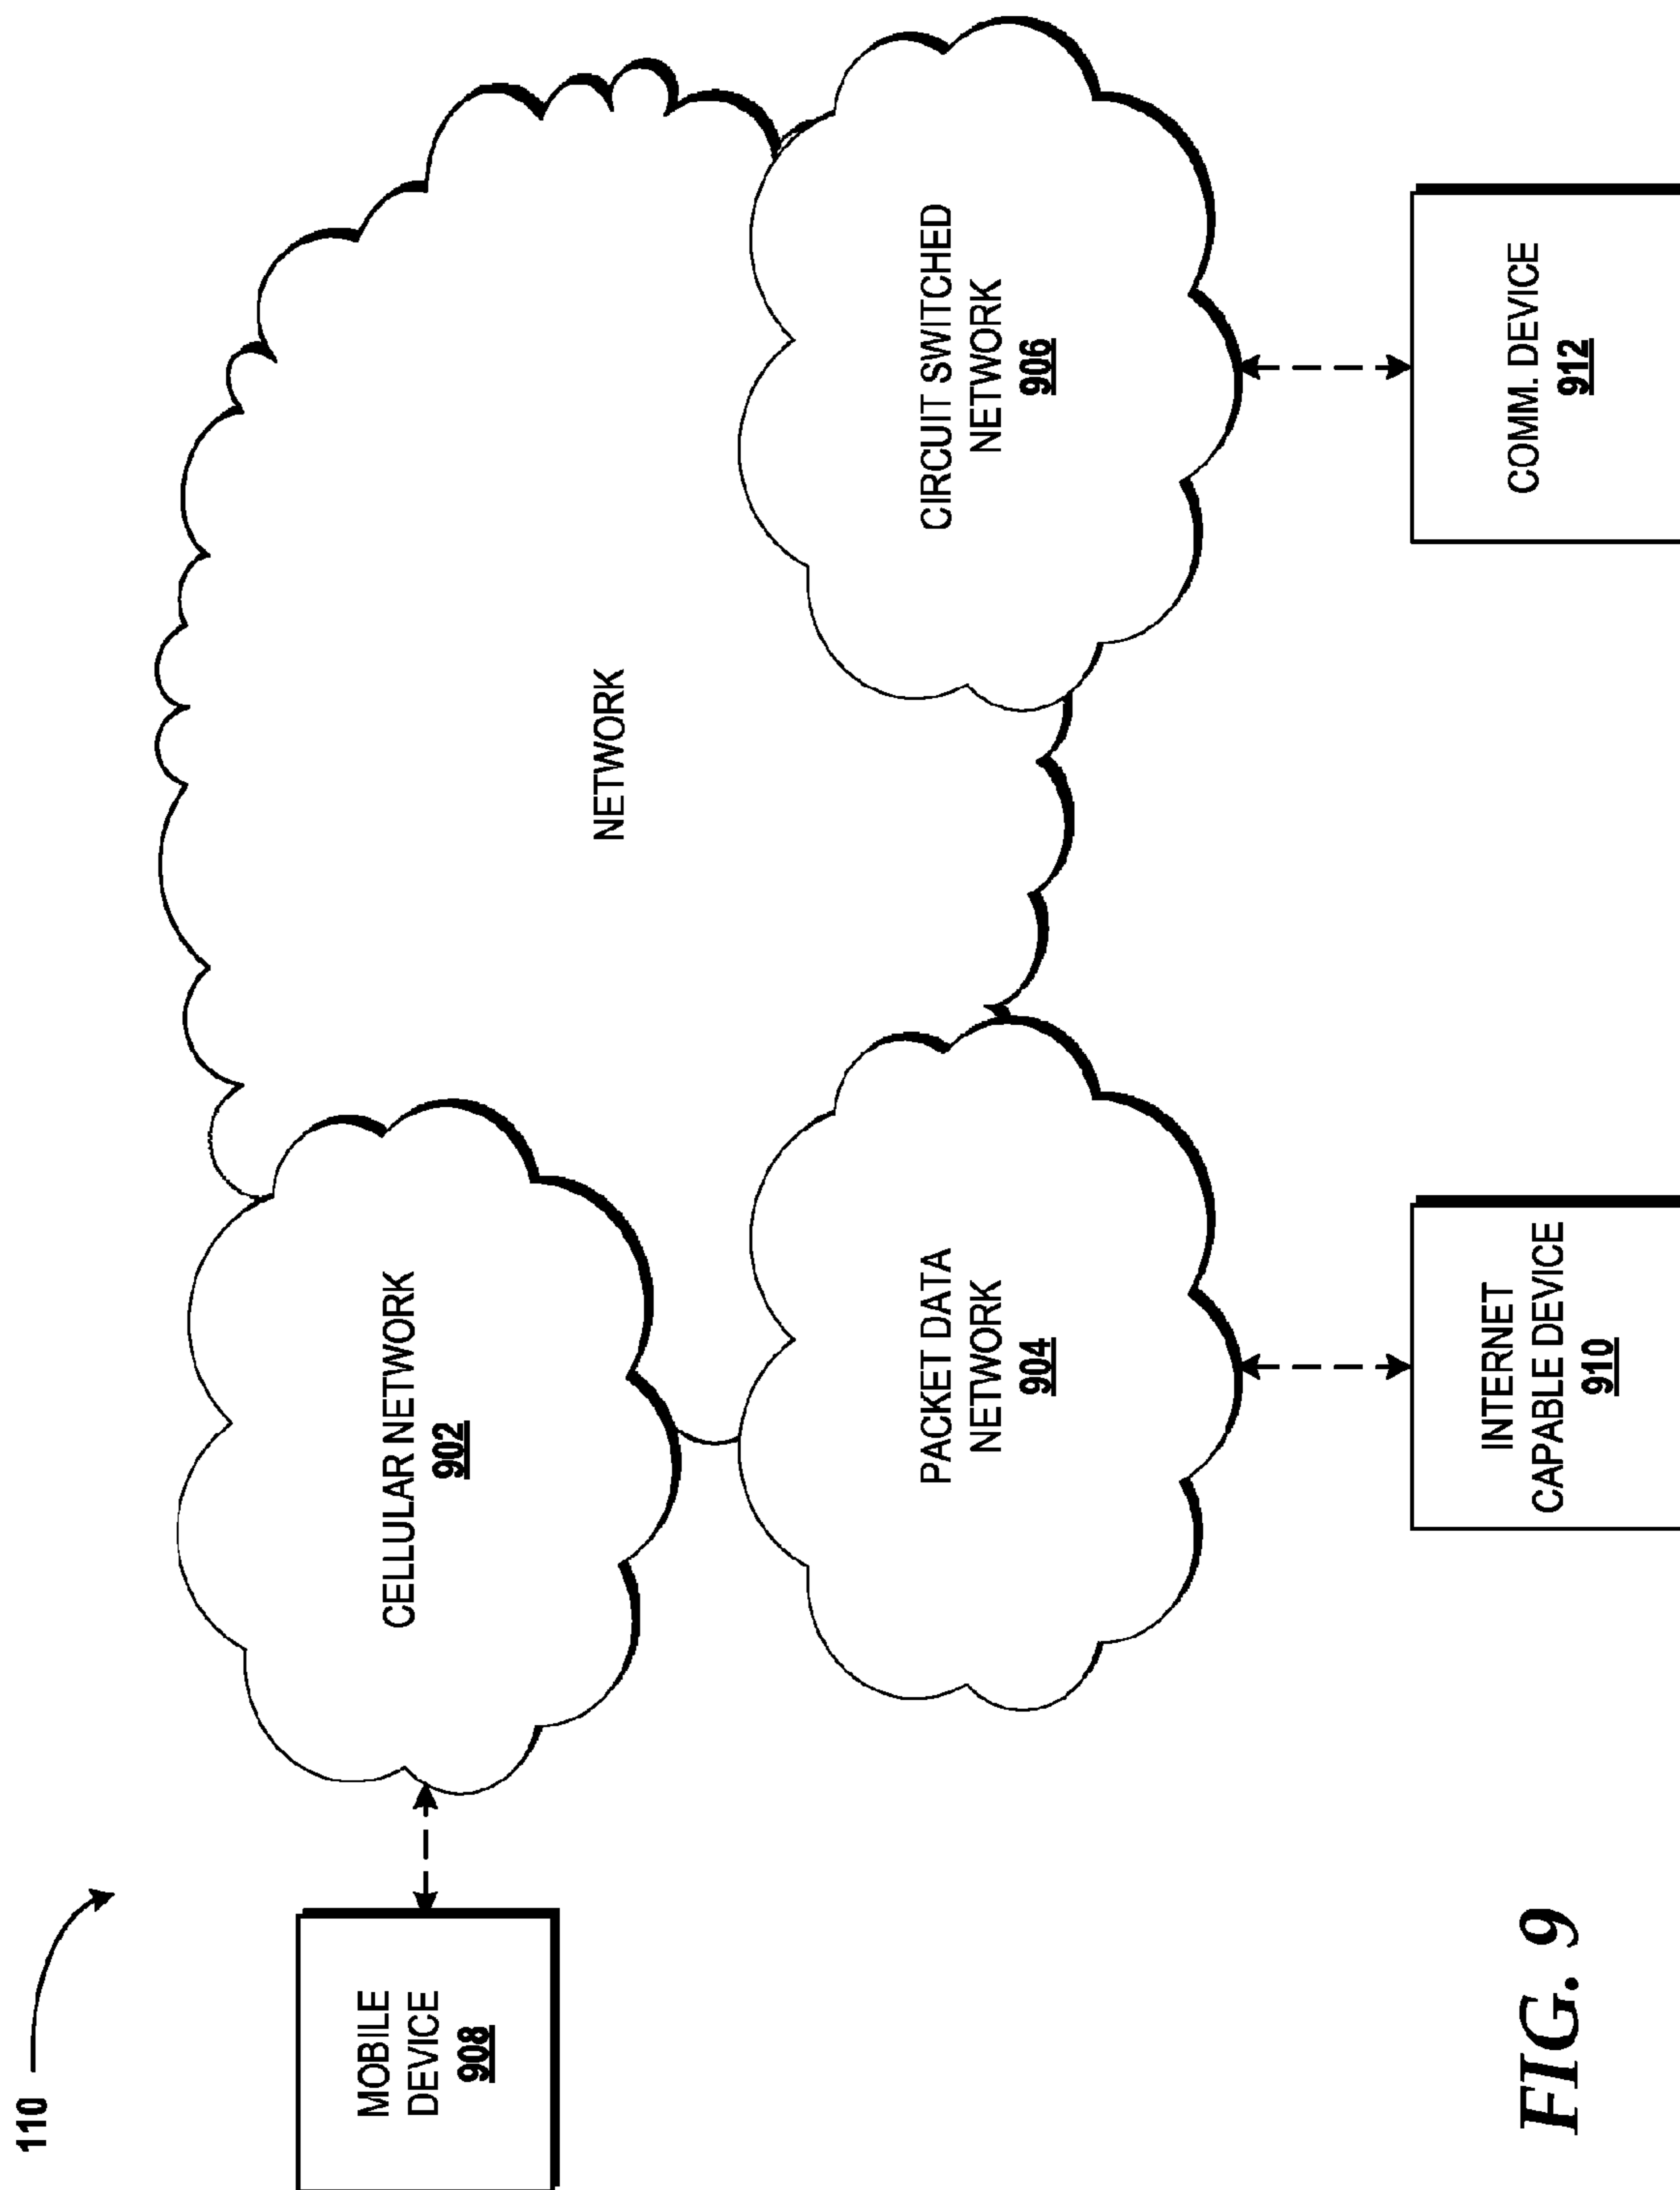 110
MOBILE
DEVICE
908
CELLULAR NETWORK
902
NETWORK
PACKET DATA
NETWORK
904
CIRCUIT SWITCHED
NETWORK
906
INTERNET
CAPABLE DEVICE
910
COMM. DEVICE
912
FIG. 9